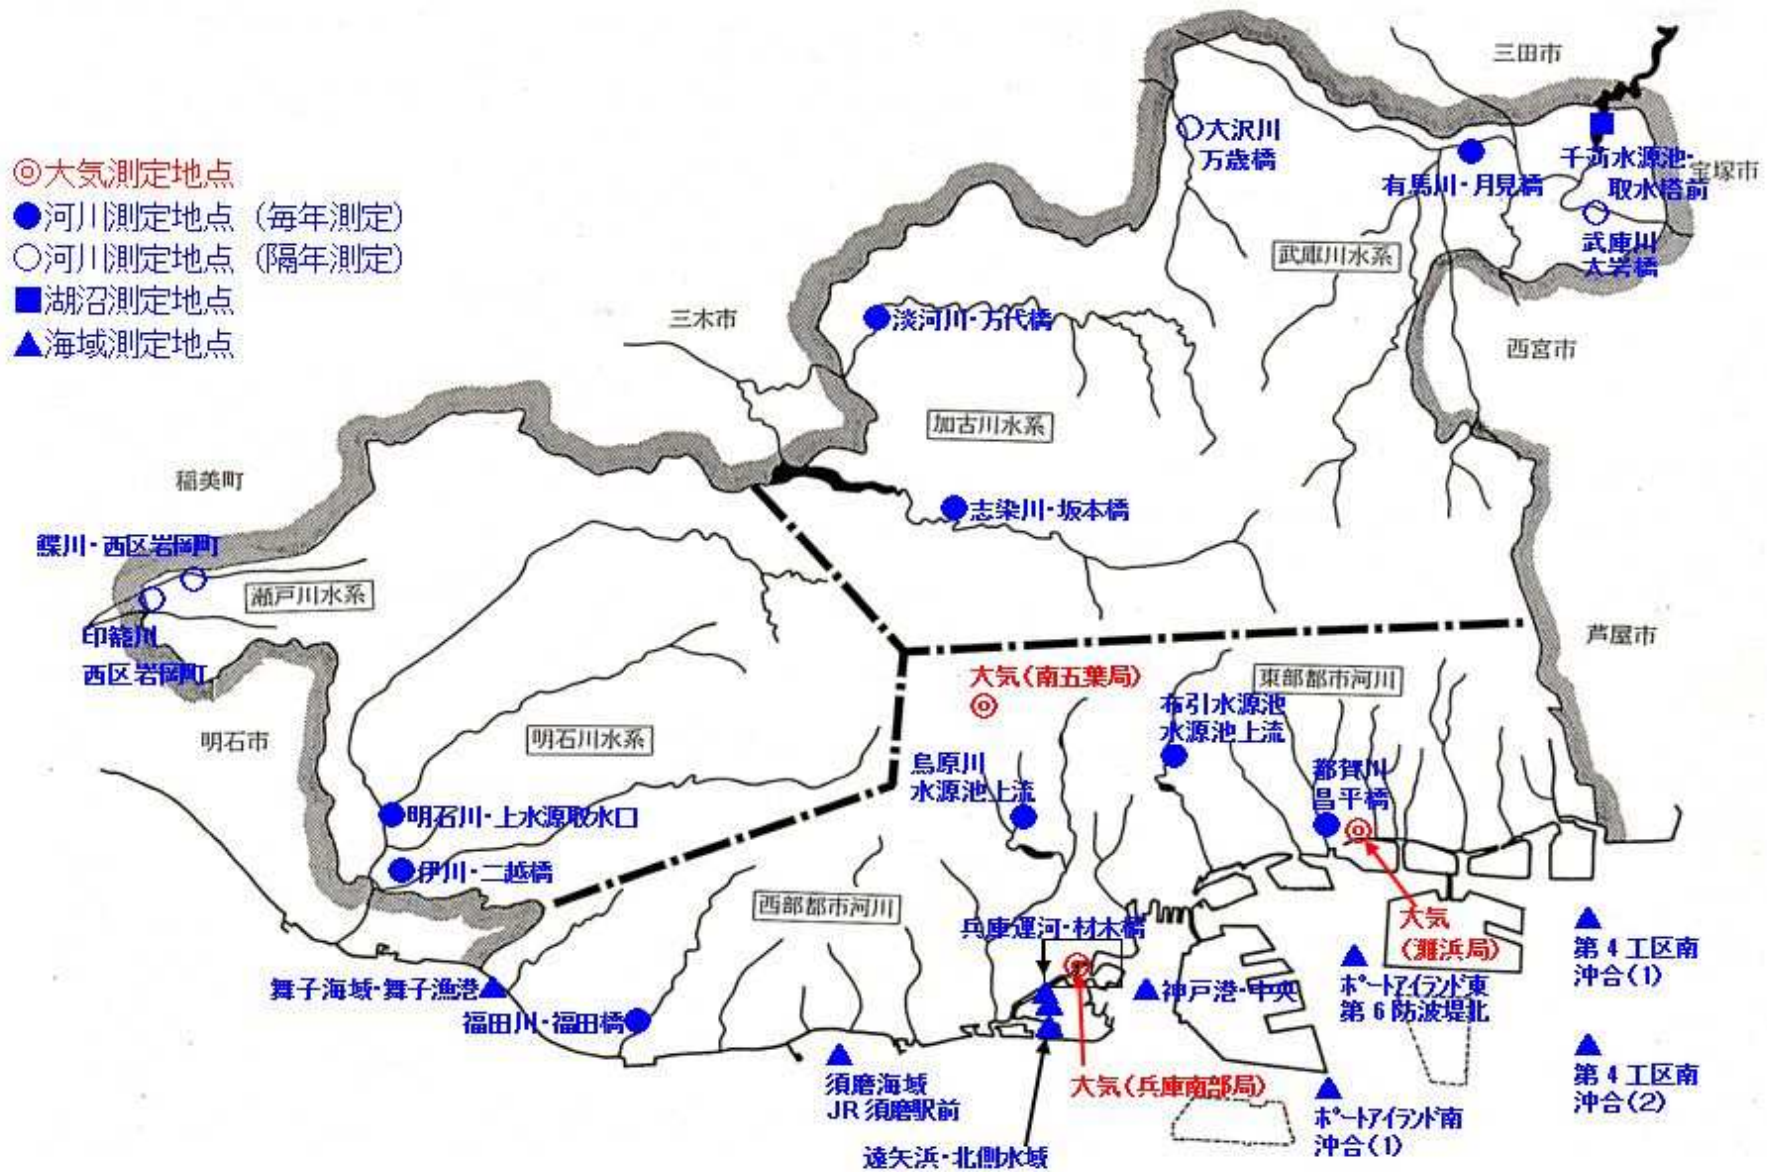 三田市
大沢川
万歳橋
千苅水源池・
取水塔前
宝塚市
有馬川・月見橋
武庫川
大岩橋
武庫川水系
◎大気測定地点
●河川測定地点（毎年測定）
○河川測定地点（隔年測定）
■湖沼測定地点
▲海域測定地点
三木市
淡河川・万代橋
西宮市
加古川水系
稲美町
志染川・坂本橋
鰈川・西区岩岡町
瀬戸川水系
印籠川
西区岩岡町
芦屋市
大気(南五葉局)
東部都市河川
布引水源池
水源池上流
明石市
明石川水系
烏原川
水源池上流
都賀川
昌平橋
明石川・上水源取水口
伊川・二越橋
西部都市河川
兵庫運河・材木橋
大気
(灘浜局)
第4工区南
沖合(1)
舞子海域・舞子漁港
神戸港・中央
ポートアイランド東
第6防波堤北
福田川・福田橋
須磨海域
JR須磨駅前
大気(兵庫南部局)
第4工区南
沖合(2)
ポートアイランド南
沖合(1)
遠矢浜・北側水域